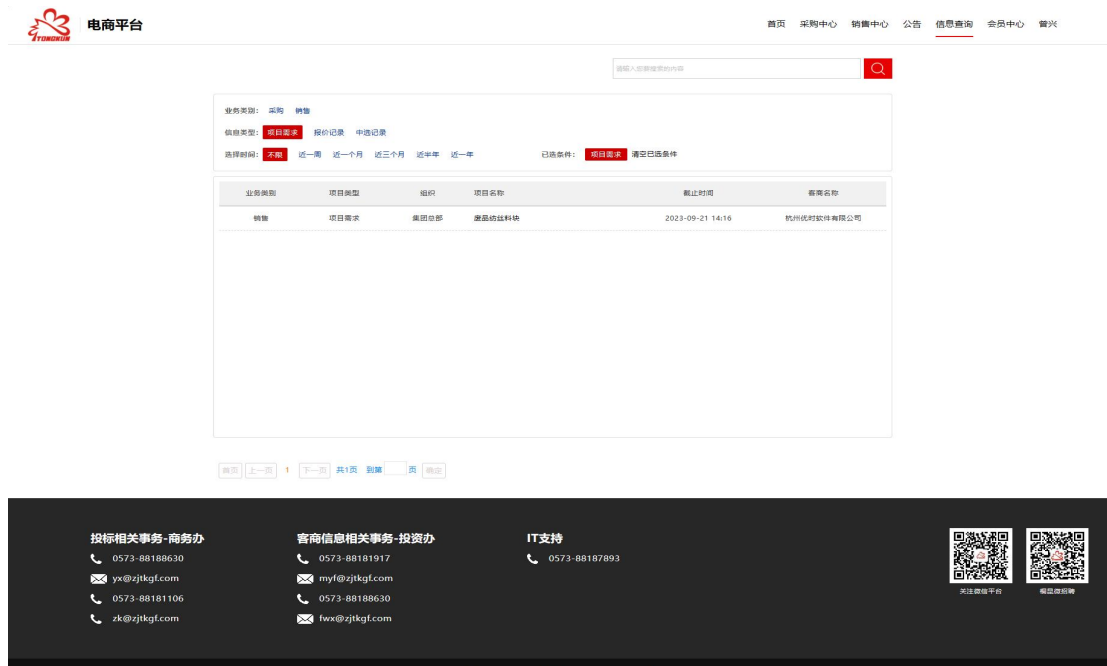 TONGKUN
电商平台
首页 采购中心 销售中心 公告 信息查询 会员中心 曾兴
请输入您要搜索的内容
业务类别: 采购 销售
信息类型: 项目需求 报价记录 中选记录
选择时间: 不限 近一周 近一个月 近三个月 近半年 近一年 已选条件: 项目需求 清空已选条件
业务类别 项目类型 组织 项目名称 截止时间 客商名称
销售 项目需求 集团总部 废品纺丝料块 2023-09-21 14:16 杭州优时软件有限公司
首页 上一页 1 下一页 共1页 到第 页 确定
投标相关事务-商务办 客商信息相关事务-投资办 IT支持
0573-88188630 0573-88181917 0573-88187893
yx@zjtkgf.com myf@zjtkgf.com
0573-88181106 0573-88188630
zk@zjtkgf.com fwx@zjtkgf.com
关注微信平台 桐昆微招聘